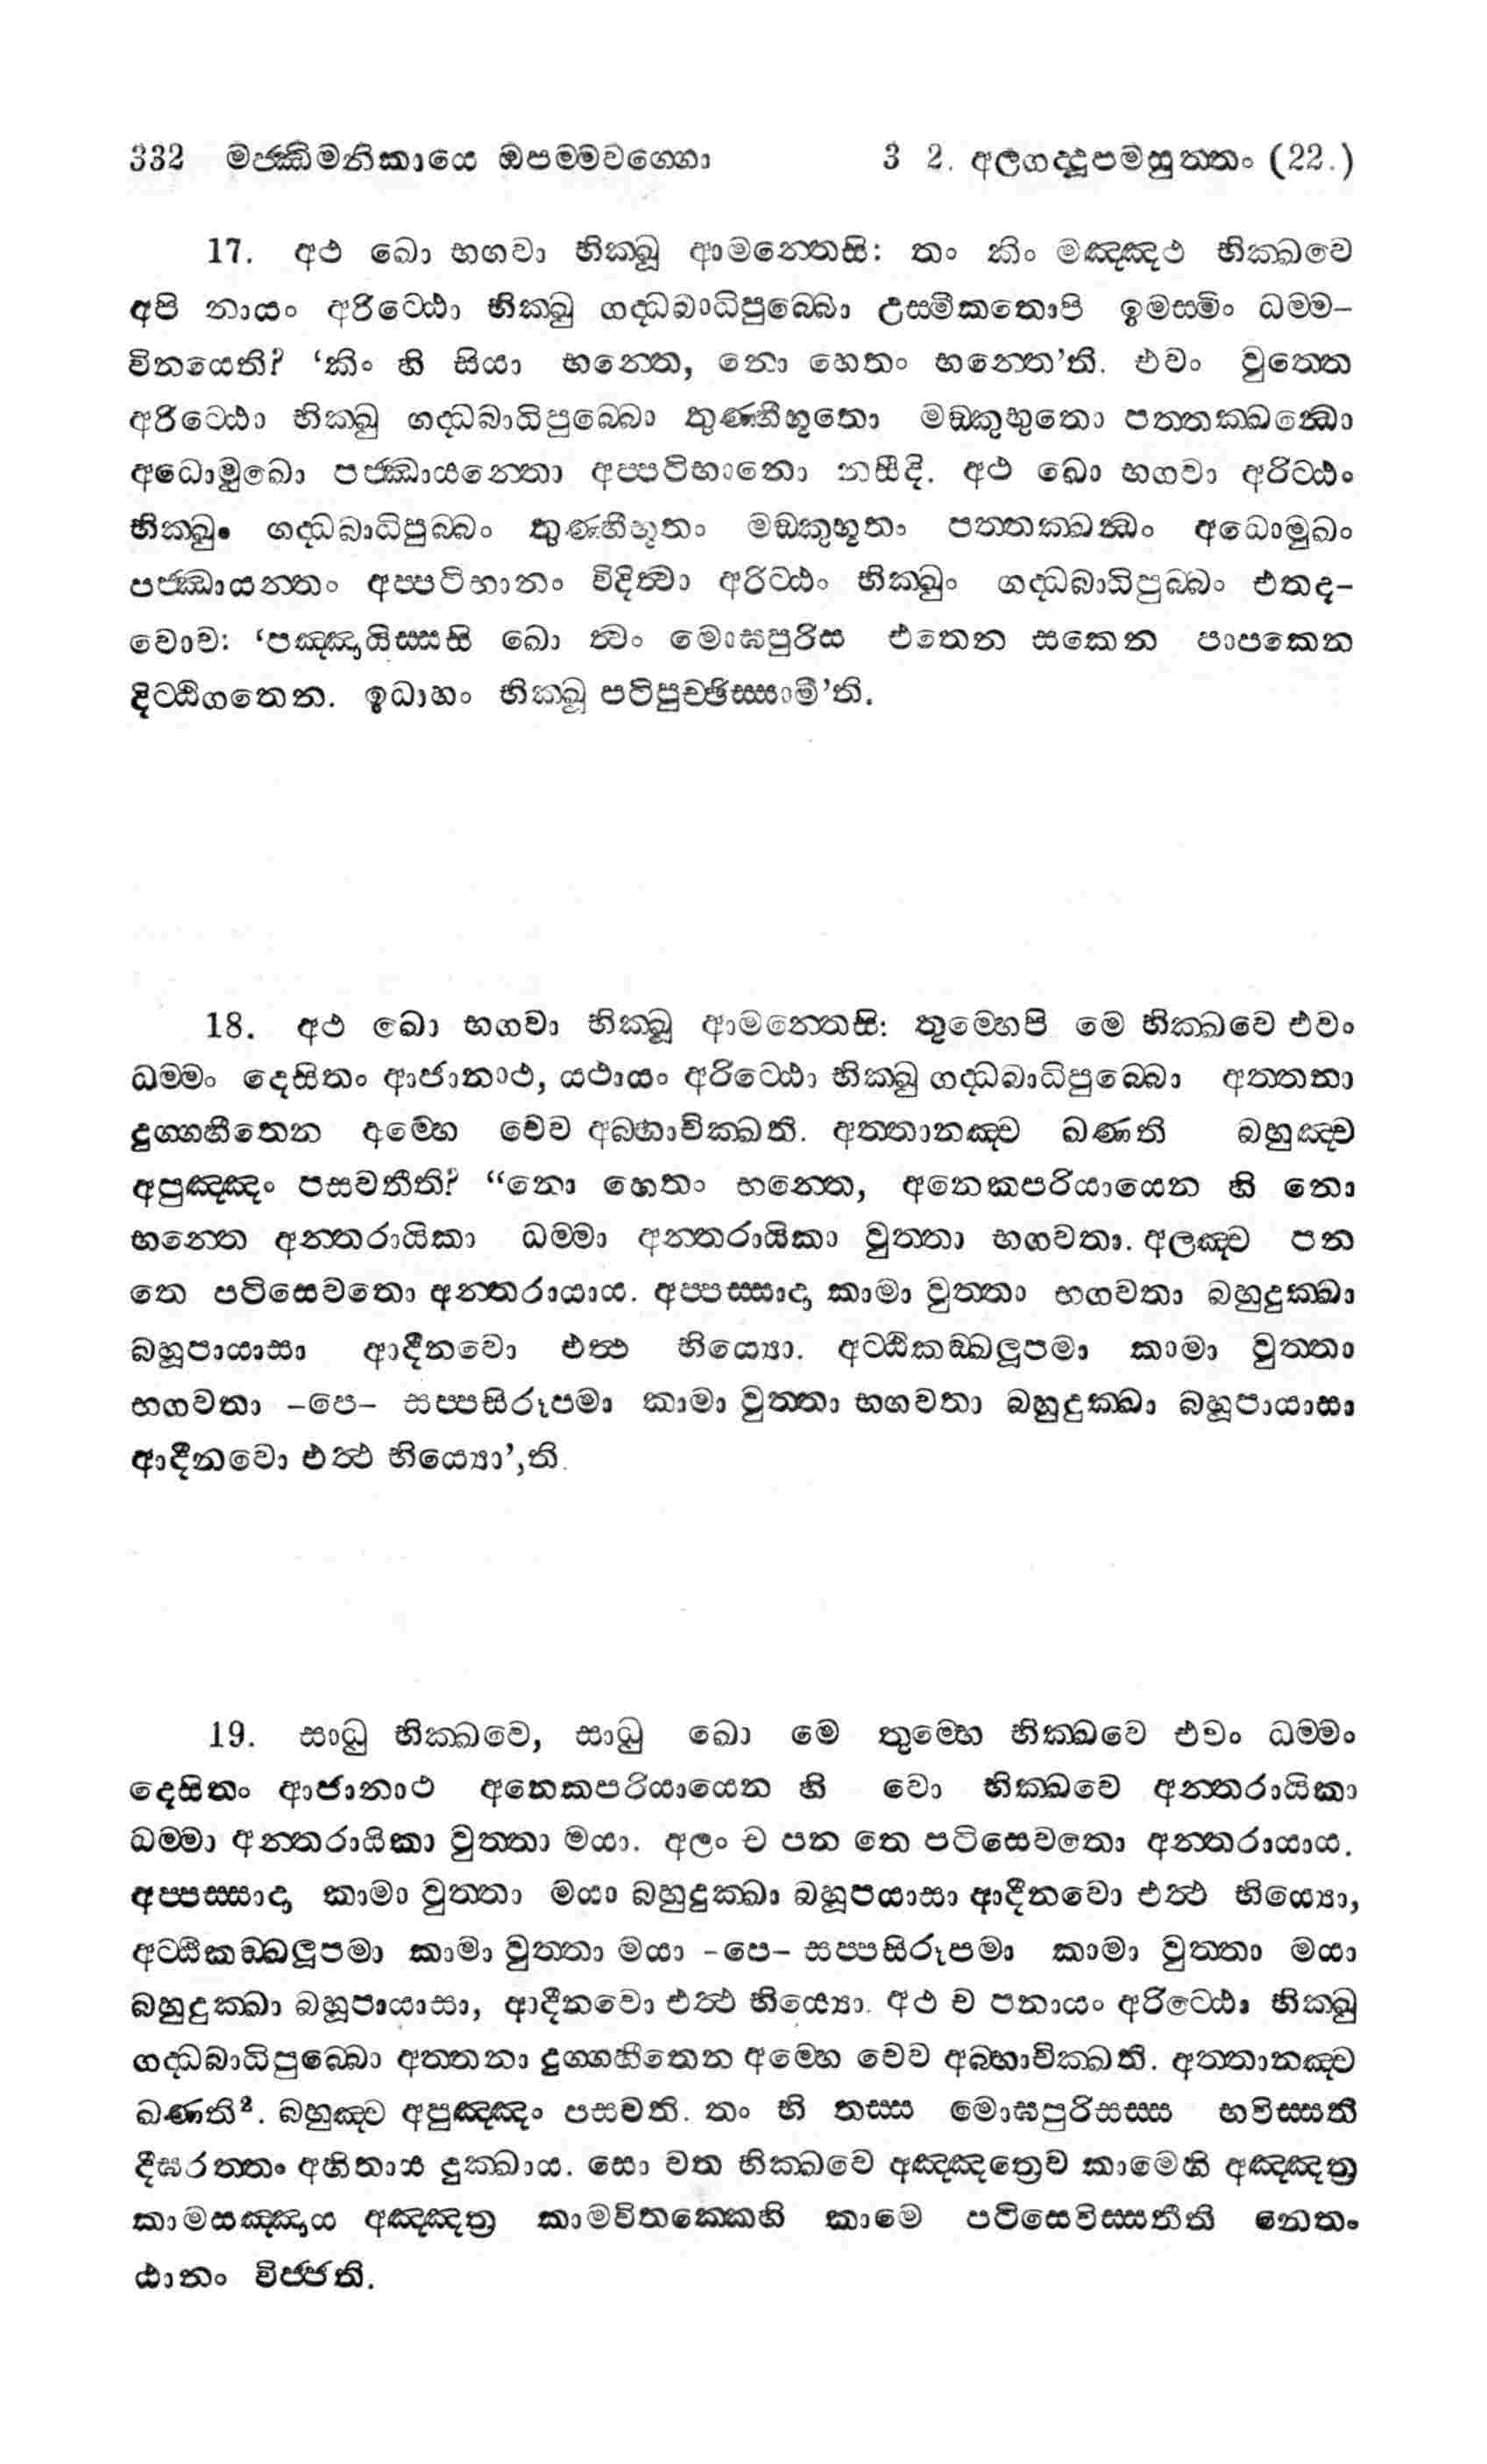 332 මජ්ඣිමනිකායෙ ඔපම්මවග්ගො 3 2. අලගද්දූපමසුත්තං (22.)
17. අථ ඛො භගවා භික්ඛූ ආමන්තෙසි: තං කිං මඤ්ඤථ භික්ඛවෙ
අපි නායං අරිට්ඨො භික්ඛු ගද්ධබාධිපුබ්බො උස්මීකතොපි ඉමස්මිං ධම්ම-
විනයෙති? ‘කිං හි සියා භන්තෙ, නො හෙතං භන්තෙ’ති. එවං වුත්තෙ
අරිට්ඨො භික්ඛු ගද්ධබාධිපුබ්බො තුණ්හීභූතො මඞ්කුභුතො පත්තක්ඛන්ධො
අධොමුඛො පජ්ඣායන්තො අප්පටිභානො නසීදි. අථ ඛො භගවා අරිට්ඨං
භික්ඛුං ගද්ධබාධිපුබ්බං තුණ්හීභූතං මඞ්කුභූතං පත්තක්ඛන්ධං අධොමුඛං
පජ්ඣායන්තං අප්පටිභානං විදිත්වා අරිට්ඨං භික්ඛුං ගද්ධබාධිපුබ්බං එතද-
වොච: ‘පඤ්ඤායිස්සසි ඛො ත්වං මොඝපුරිස එතෙන සකෙන පාපකෙන
දිට්ඨිගතෙන. ඉධාහං භික්ඛූ පටිපුච්ඡිස්සාමී’ති.
18. අථ ඛො භගවා භික්ඛූ ආමන්තෙසි: තුම්හෙපි මෙ භික්ඛවෙ එවං
ධම්මං දෙසිතං ආජානාථ, යථායං අරිට්ඨො භික්ඛු ගද්ධබාධිපුබ්බො අත්තනා
දුග්ගහීතෙන අම්හෙ චෙව අබ්භාචික්ඛති. අත්තානඤ්ච ඛණති බහුඤ්ච
අපුඤ්ඤං පසවතීති? “නො හෙතං භන්තෙ, අනෙකපරියායෙන හි නො
භන්තෙ අන්තරායිකා ධම්මා අන්තරායිකා වුත්තා භගවතා. අලඤ්ච පන
තෙ පටිසෙවතො අන්තරායාය. අප්පස්සාදා කාමා වුත්තා භගවතා බහුදුක්ඛා
බහූපායාසා ආදීනවො එත්ථ භිය්‍යො. අට්ඨිකඞ්ඛලූපමා කාමා වුත්තා
භගවතා –පෙ– සප්පසිරූපමා කාමා වුත්තා භගවතා බහුදුක්ඛා බහූපායාසා
ආදීනවො එත්ථ භිය්‍යො’,ති.
19. සාධු භික්ඛවෙ, සාධු ඛො මෙ තුම්හෙ භික්ඛවෙ එවං ධම්මං
දෙසිතං ආජානාථ අනෙකපරියායෙන හි වො භික්ඛවෙ අන්තරායිකා
ධම්මා අන්තරායිකා වුත්තා මයා. අලං ච පන තෙ පටිසෙවතො අන්තරායාය.
අප්පස්සාදා කාමා වුත්තා මයා බහුදුක්ඛා බහූපයාසා ආදීනවො එත්ථ භිය්‍යො,
අට්ඨිකඞ්ඛලූපමා කාමා වුත්තා මයා –පෙ– සප්පසිරූපමා කාමා වුත්තා මයා
බහුදුක්ඛා බහූපායාසා, ආදීනවො එත්ථ භිය්‍යො. අථ ච පනායං අරිට්ඨො භික්ඛු
ගද්ධබාධිපුබ්බො අත්තනා දුග්ගහීතෙන අම්හෙ චෙව අබ්භාචික්ඛති. අත්තානඤ්ච
ඛණති². බහුඤ්ච අපුඤ්ඤං පසවති. තං හි තස්ස මොඝපුරිසස්ස භවිස්සති
දීඝරත්තං අහිතාය දුක්ඛාය. සො වත භික්ඛවෙ අඤ්ඤත්‍රෙව කාමෙහි අඤ්ඤත්‍ර
කාමසඤ්ඤාය අඤ්ඤත්‍ර කාමවිතක්කෙහි කාමෙ පටිසෙවිස්සතීති නෙතං
ඨානං විජ්ජති.